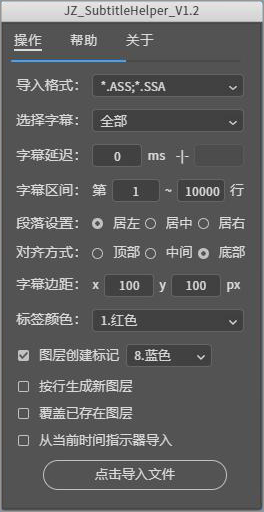 JZ_SubtitleHelper_V1.2
操作 帮助 关于
导入格式： *.ASS;*.SSA
选择字幕： 全部
字幕延迟： 0 ms -|-
字幕区间： 第 1 ~ 10000 行
段落设置： 居左 居中 居右
对齐方式： 顶部 中间 底部
字幕边距： x 100 y 100 px
标签颜色： 1.红色
图层创建标记 8.蓝色
按行生成新图层
覆盖已存在图层
从当前时间指示器导入
点击导入文件